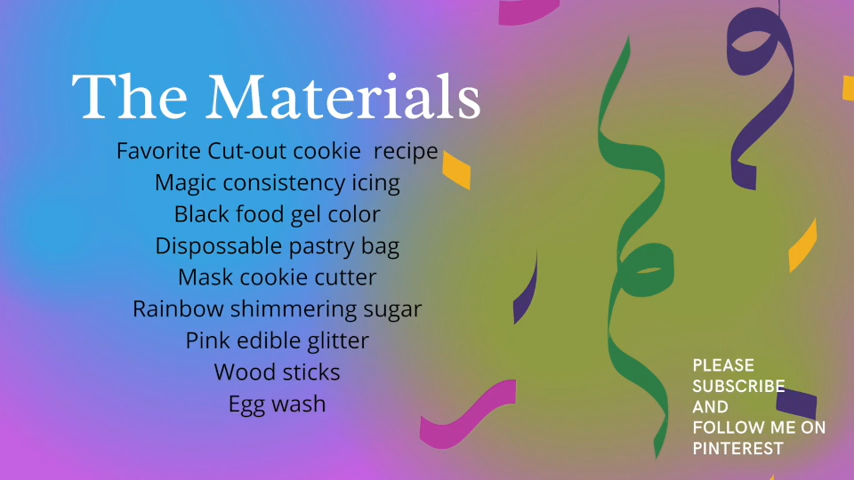 The Materials
Favorite Cut-out cookie recipe
Magic consistency icing
Black food gel color
Dispossable pastry bag
Mask cookie cutter
Rainbow shimmering sugar
Pink edible glitter
Wood sticks
Egg wash
PLEASE
SUBSCRIBE
AND
FOLLOW ME ON
PINTEREST